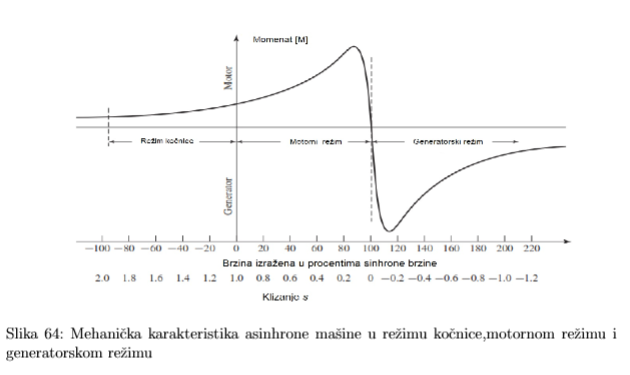 Momenat [M]
Motor
Režim kočnice
Motorni režim
Generatorski režim
Generator
−100 −80 −60 −40 −20 0 20 40 60 80 100 120 140 160 180 200 220
Brzina izražena u procentima sinhrone brzine
2.0 1.8 1.6 1.4 1.2 1.0 0.8 0.6 0.4 0.2 0 −0.2 −0.4 −0.6 −0.8 −1.0 −1.2
Klizanje s
Slika 64: Mehanička karakteristika asinhrone mašine u režimu kočnice,motornom režimu i
generatorskom režimu